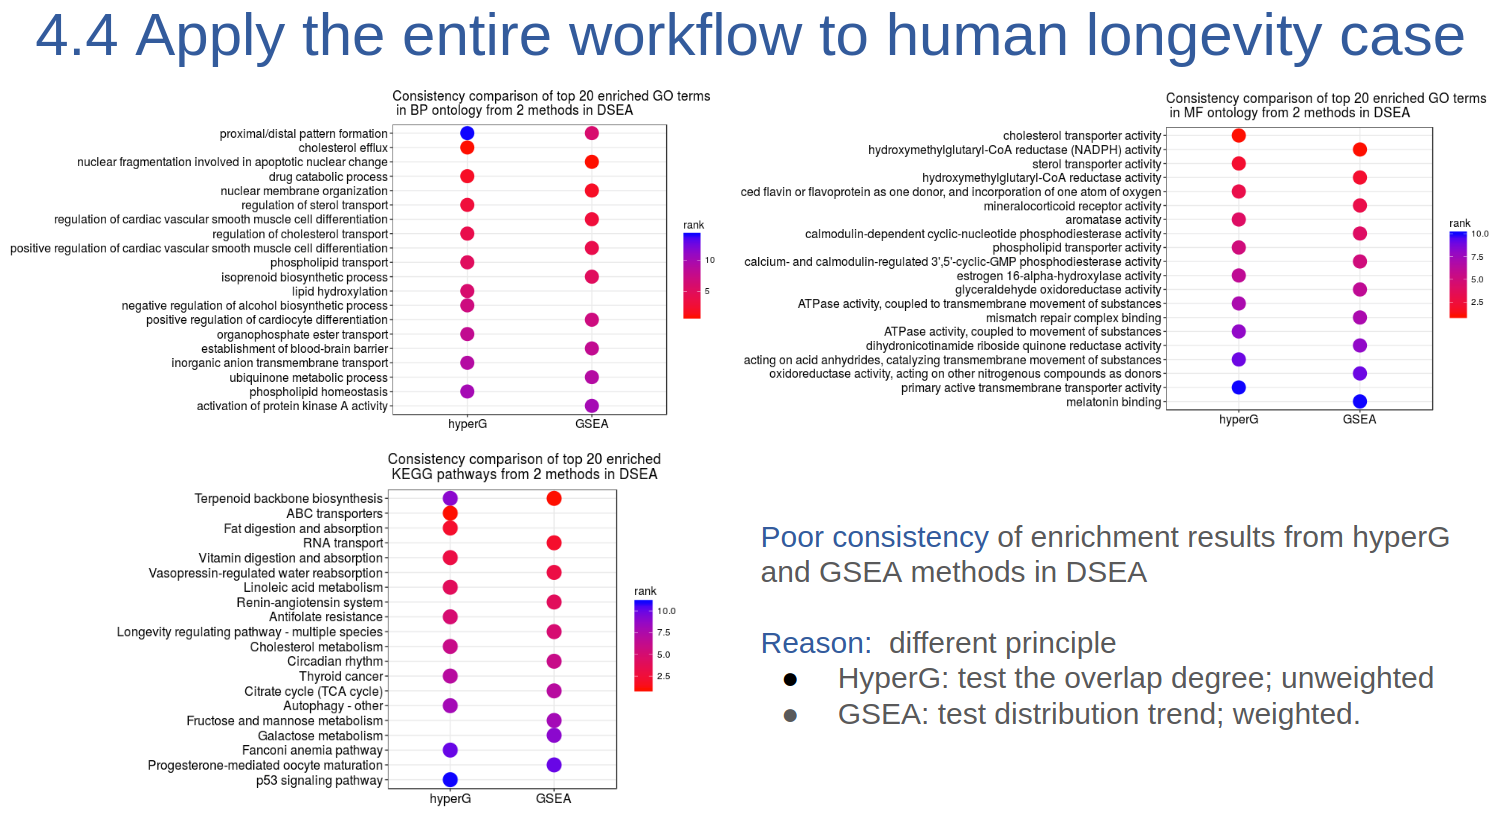 4.4 Apply the entire workflow to human longevity case
Consistency comparison of top 20 enriched GO terms
in BP ontology from 2 methods in DSEA
proximal/distal pattern formation
cholesterol efflux
nuclear fragmentation involved in apoptotic nuclear change
drug catabolic process
nuclear membrane organization
regulation of sterol transport
regulation of cardiac vascular smooth muscle cell differentiation
regulation of cholesterol transport
positive regulation of cardiac vascular smooth muscle cell differentiation
phospholipid transport
isoprenoid biosynthetic process
lipid hydroxylation
negative regulation of alcohol biosynthetic process
positive regulation of cardiocyte differentiation
organophosphate ester transport
establishment of blood-brain barrier
inorganic anion transmembrane transport
ubiquinone metabolic process
phospholipid homeostasis
activation of protein kinase A activity
hyperG
GSEA
rank
10
5
Consistency comparison of top 20 enriched GO terms
in MF ontology from 2 methods in DSEA
cholesterol transporter activity
hydroxymethylglutaryl-CoA reductase (NADPH) activity
sterol transporter activity
hydroxymethylglutaryl-CoA reductase activity
ced flavin or flavoprotein as one donor, and incorporation of one atom of oxygen
mineralocorticoid receptor activity
aromatase activity
calmodulin-dependent cyclic-nucleotide phosphodiesterase activity
phospholipid transporter activity
calcium- and calmodulin-regulated 3',5'-cyclic-GMP phosphodiesterase activity
estrogen 16-alpha-hydroxylase activity
glyceraldehyde oxidoreductase activity
ATPase activity, coupled to transmembrane movement of substances
mismatch repair complex binding
ATPase activity, coupled to movement of substances
dihydronicotinamide riboside quinone reductase activity
acting on acid anhydrides, catalyzing transmembrane movement of substances
oxidoreductase activity, acting on other nitrogenous compounds as donors
primary active transmembrane transporter activity
melatonin binding
hyperG
GSEA
rank
10.0
7.5
5.0
2.5
Consistency comparison of top 20 enriched
KEGG pathways from 2 methods in DSEA
Terpenoid backbone biosynthesis
ABC transporters
Fat digestion and absorption
RNA transport
Vitamin digestion and absorption
Vasopressin-regulated water reabsorption
Linoleic acid metabolism
Renin-angiotensin system
Antifolate resistance
Longevity regulating pathway - multiple species
Cholesterol metabolism
Circadian rhythm
Thyroid cancer
Citrate cycle (TCA cycle)
Autophagy - other
Fructose and mannose metabolism
Galactose metabolism
Fanconi anemia pathway
Progesterone-mediated oocyte maturation
p53 signaling pathway
hyperG
GSEA
rank
10.0
7.5
5.0
2.5
Poor consistency of enrichment results from hyperG
and GSEA methods in DSEA
Reason: different principle
● HyperG: test the overlap degree; unweighted
● GSEA: test distribution trend; weighted.